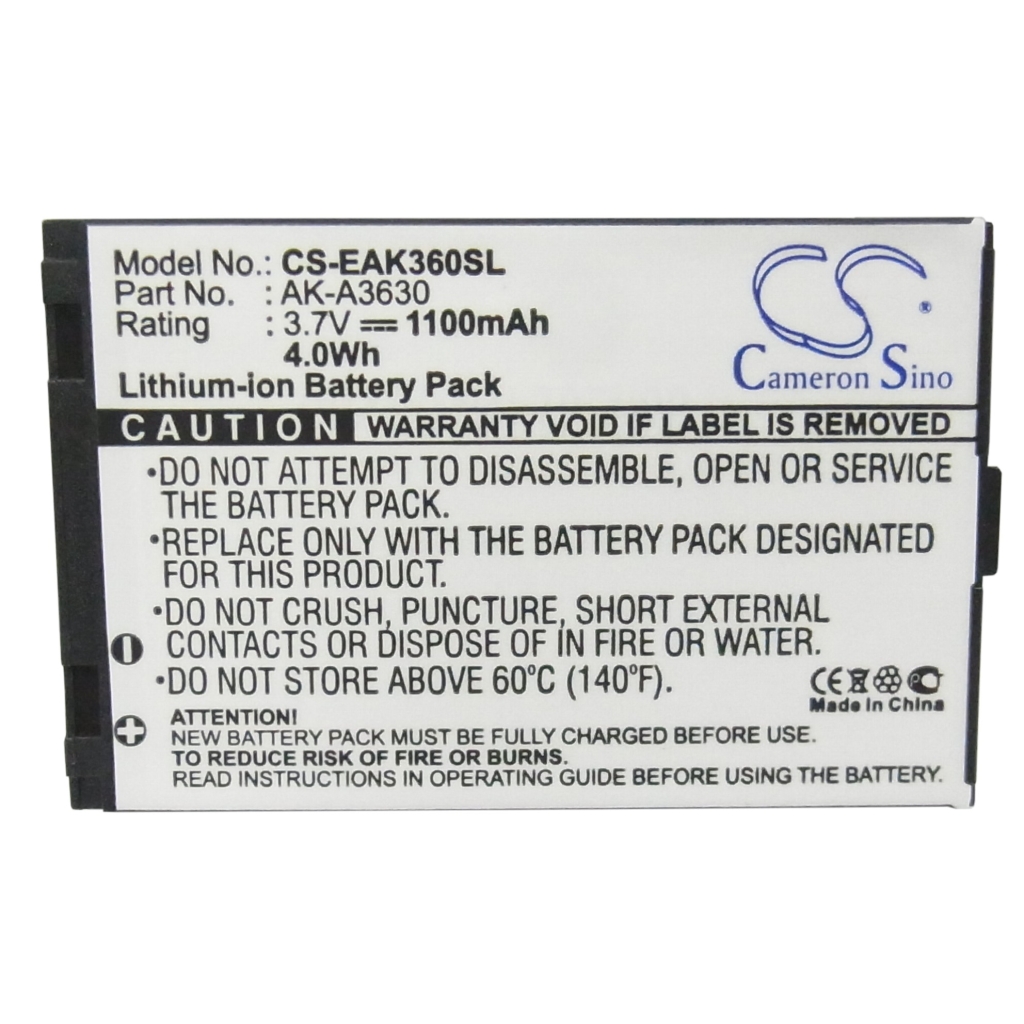 Model No.: CS-EAK360SL
Part No. : AK-A3630
Rating : 3.7V ⎓ 1100mAh
4.0Wh
Lithium-ion Battery Pack
CS
®
Cameron Sino
CAUTION WARRANTY VOID IF LABEL IS REMOVED
•DO NOT ATTEMPT TO DISASSEMBLE, OPEN OR SERVICE
THE BATTERY PACK.
•REPLACE ONLY WITH THE BATTERY PACK DESIGNATED
FOR THIS PRODUCT.
•DO NOT CRUSH, PUNCTURE, SHORT EXTERNAL
CONTACTS OR DISPOSE OF IN FIRE OR WATER.
•DO NOT STORE ABOVE 60°C (140°F).
CE
Made In China
ATTENTION!
NEW BATTERY PACK MUST BE FULLY CHARGED BEFORE USE.
TO REDUCE RISK OF FIRE OR BURNS.
READ INSTRUCTIONS IN OPERATING GUIDE BEFORE USING THE BATTERY.